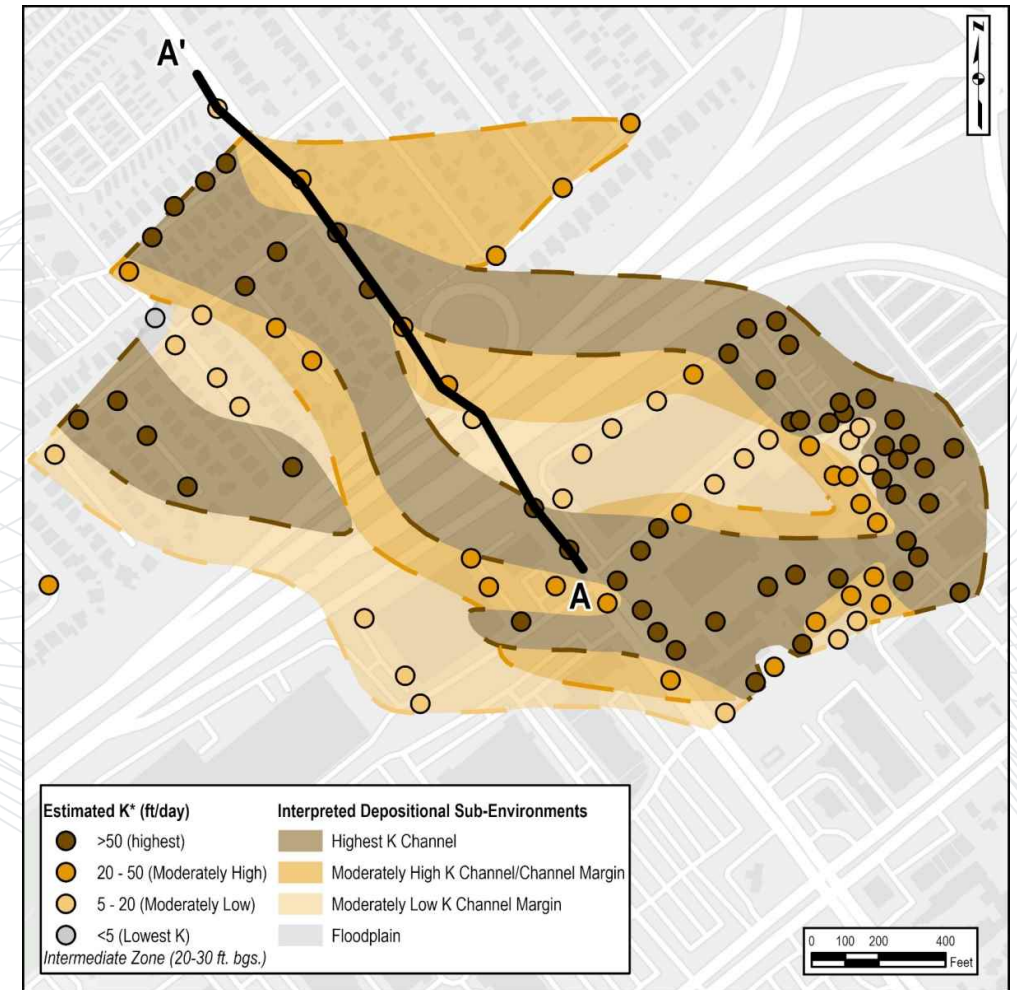 A'
N
A
Estimated K* (ft/day)
>50 (highest)
20 - 50 (Moderately High)
5 - 20 (Moderately Low)
<5 (Lowest K)
Intermediate Zone (20-30 ft. bgs.)
Interpreted Depositional Sub-Environments
Highest K Channel
Moderately High K Channel/Channel Margin
Moderately Low K Channel Margin
Floodplain
0 100 200 400
Feet